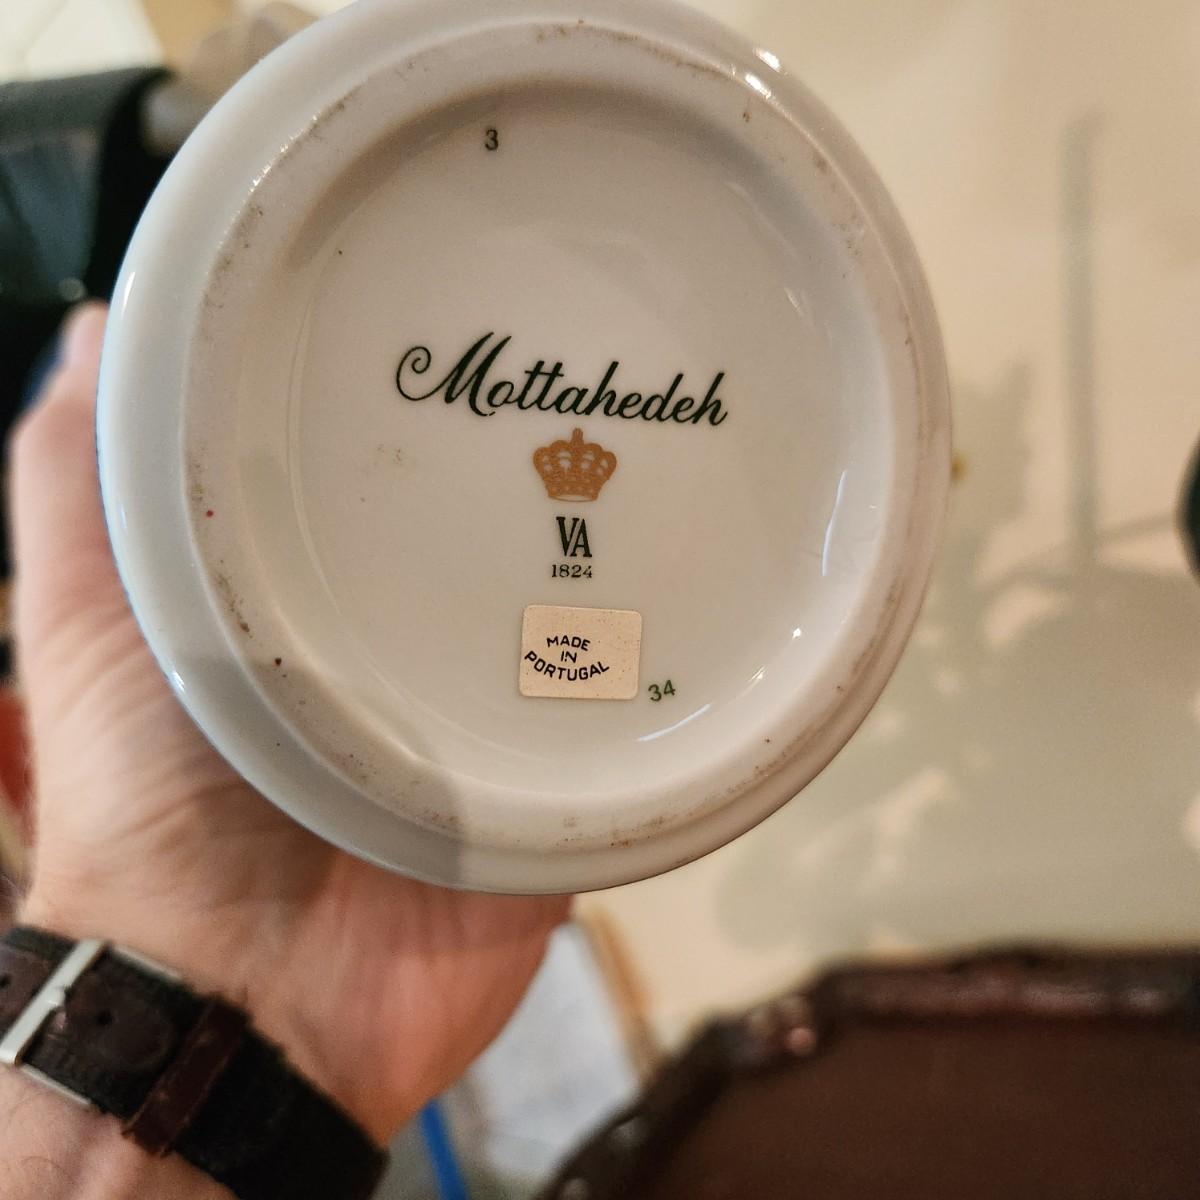 3
Mottahedeh
VA
1824
MADE
IN
PORTUGAL
34